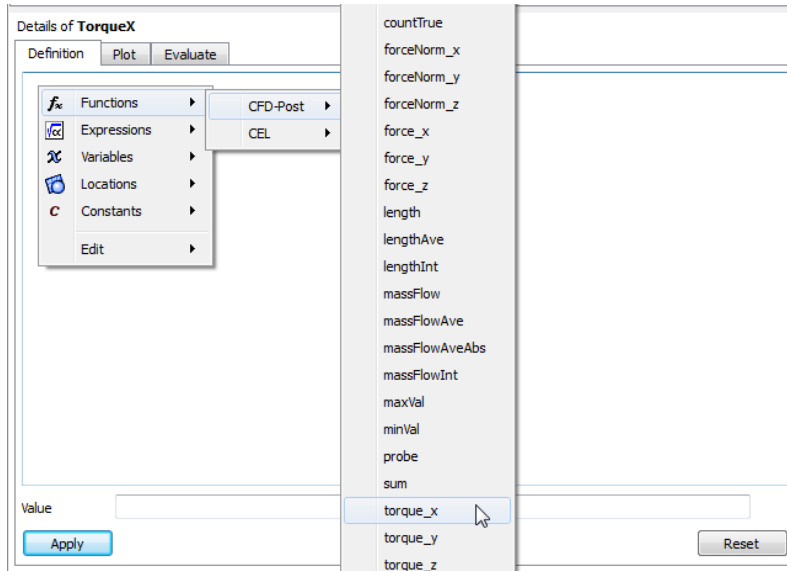 Details of TorqueX
Definition Plot Evaluate
Functions
Expressions
Variables
Locations
C Constants
Edit
CFD-Post
CEL
countTrue
forceNorm_x
forceNorm_y
forceNorm_z
force_x
force_y
force_z
length
lengthAve
lengthInt
massFlow
massFlowAve
massFlowAveAbs
massFlowInt
maxVal
minVal
probe
sum
torque_x
torque_y
torque_z
Value
Apply Reset